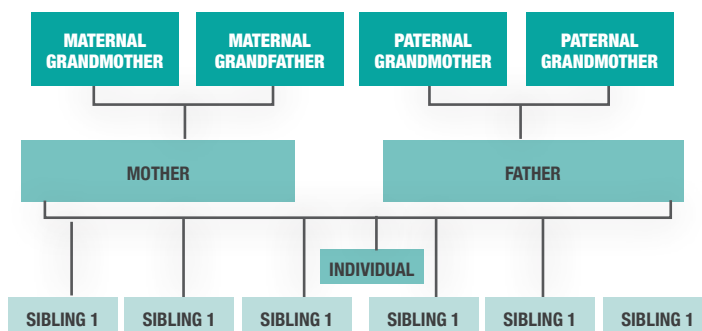 MATERNAL
GRANDMOTHER
MATERNAL
GRANDFATHER
PATERNAL
GRANDMOTHER
PATERNAL
GRANDMOTHER
MOTHER
FATHER
INDIVIDUAL
SIBLING 1
SIBLING 1
SIBLING 1
SIBLING 1
SIBLING 1
SIBLING 1